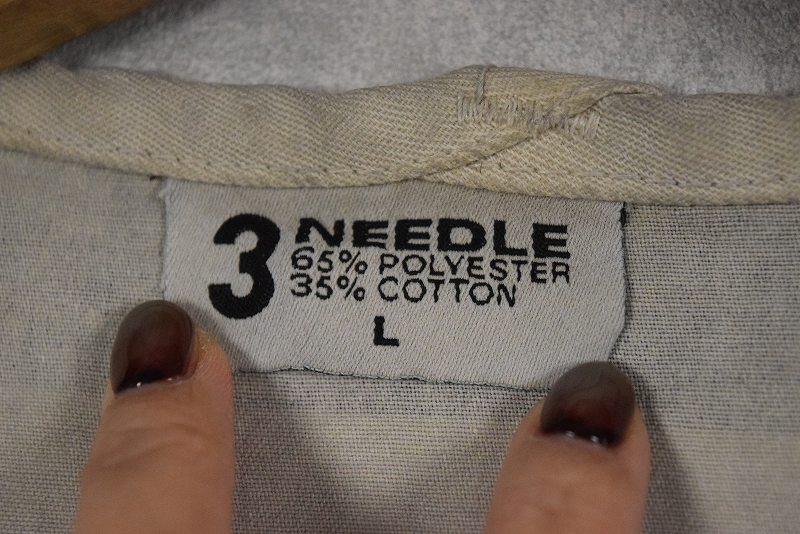 3 NEEDLE
65% POLYESTER
35% COTTON
L